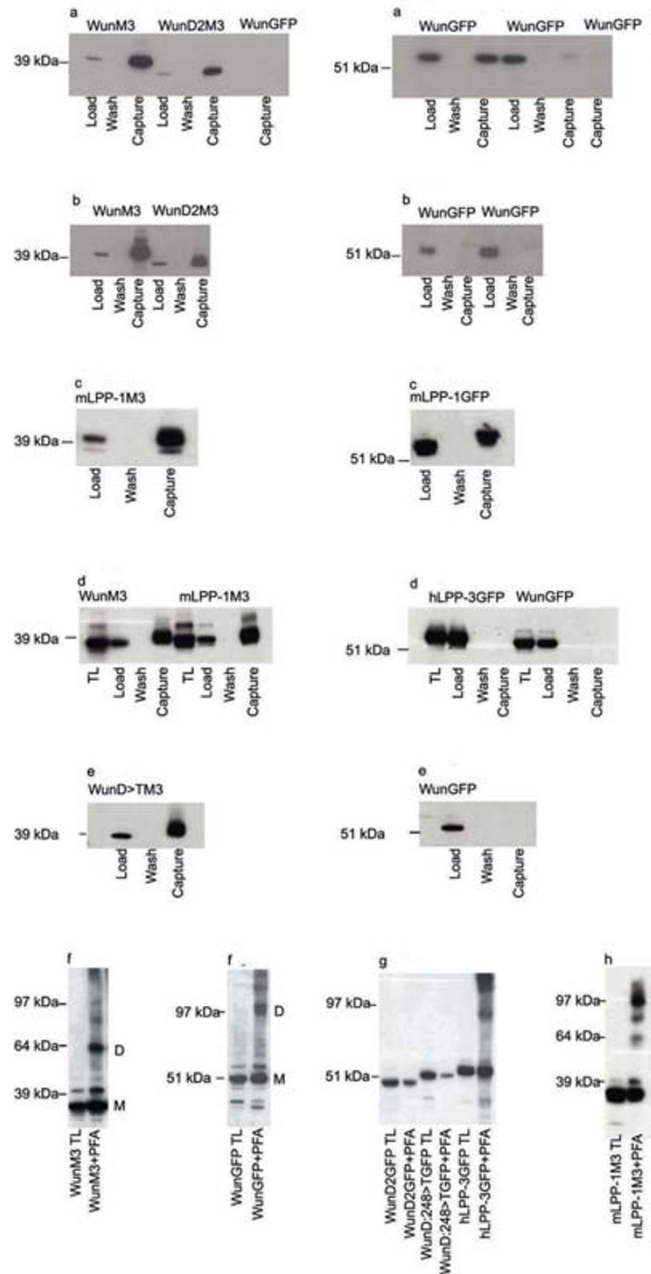 a
WunM3 WunD2M3 WunGFP
39 kDa
Load
Wash
Capture
Load
Wash
Capture
Capture
a
WunGFP WunGFP WunGFP
51 kDa
Load
Wash
Capture
Load
Wash
Capture
Capture
b
WunM3 WunD2M3
39 kDa
Load
Wash
Capture
Load
Wash
Capture
b
WunGFP WunGFP
51 kDa
Load
Wash
Capture
Load
Wash
Capture
c
mLPP-1M3
39 kDa
Load
Wash
Capture
c
mLPP-1GFP
51 kDa
Load
Wash
Capture
d
WunM3 mLPP-1M3
39 kDa
TL
Load
Wash
Capture
TL
Load
Wash
Capture
d
hLPP-3GFP WunGFP
51 kDa
TL
Load
Wash
Capture
TL
Load
Wash
Capture
e
WunD>TM3
39 kDa
Load
Wash
Capture
e
WunGFP
51 kDa
Load
Wash
Capture
f
97 kDa
64 kDa
D
39 kDa
M
WunM3 TL
WunM3+PFA
f
97 kDa
D
51 kDa
M
WunGFP TL
WunGFP+PFA
g
97 kDa
51 kDa
WunD2GFP TL
WunD2GFP+PFA
WunD:248>TGFP TL
WunD:248>TGFP+PFA
hLPP-3GFP TL
hLPP-3GFP+PFA
h
97 kDa
64 kDa
39 kDa
mLPP-1M3 TL
mLPP-1M3+PFA